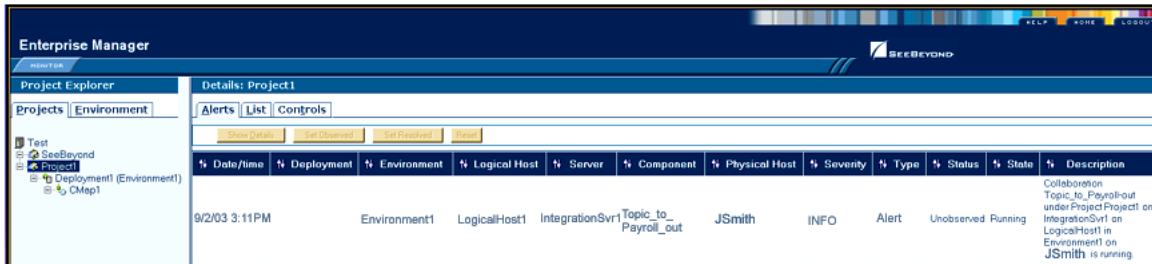 HELP HOME LOGOUT
Enterprise Manager
SEEBEYOND
MONITOR
Project Explorer
Details: Project1
Projects Environment
Alerts List Controls
Show Details Set Observed Set Resolved Reset
Test
SeeBeyond
Project1
Deployment1 (Environment1)
CMap1
Date/time Deployment Environment Logical Host Server Component Physical Host Severity Type Status State Description
9/2/03 3:11PM Environment1 LogicalHost1 IntegrationSvr1 Topic_to_
Payroll_out
JSmith INFO Alert Unobserved Running
Collaboration
Topic_to_Payroll-out
under Project Project1 on
IntegrationSvr1 on
LogicalHost1 in
Environment1 on
JSmith is running.